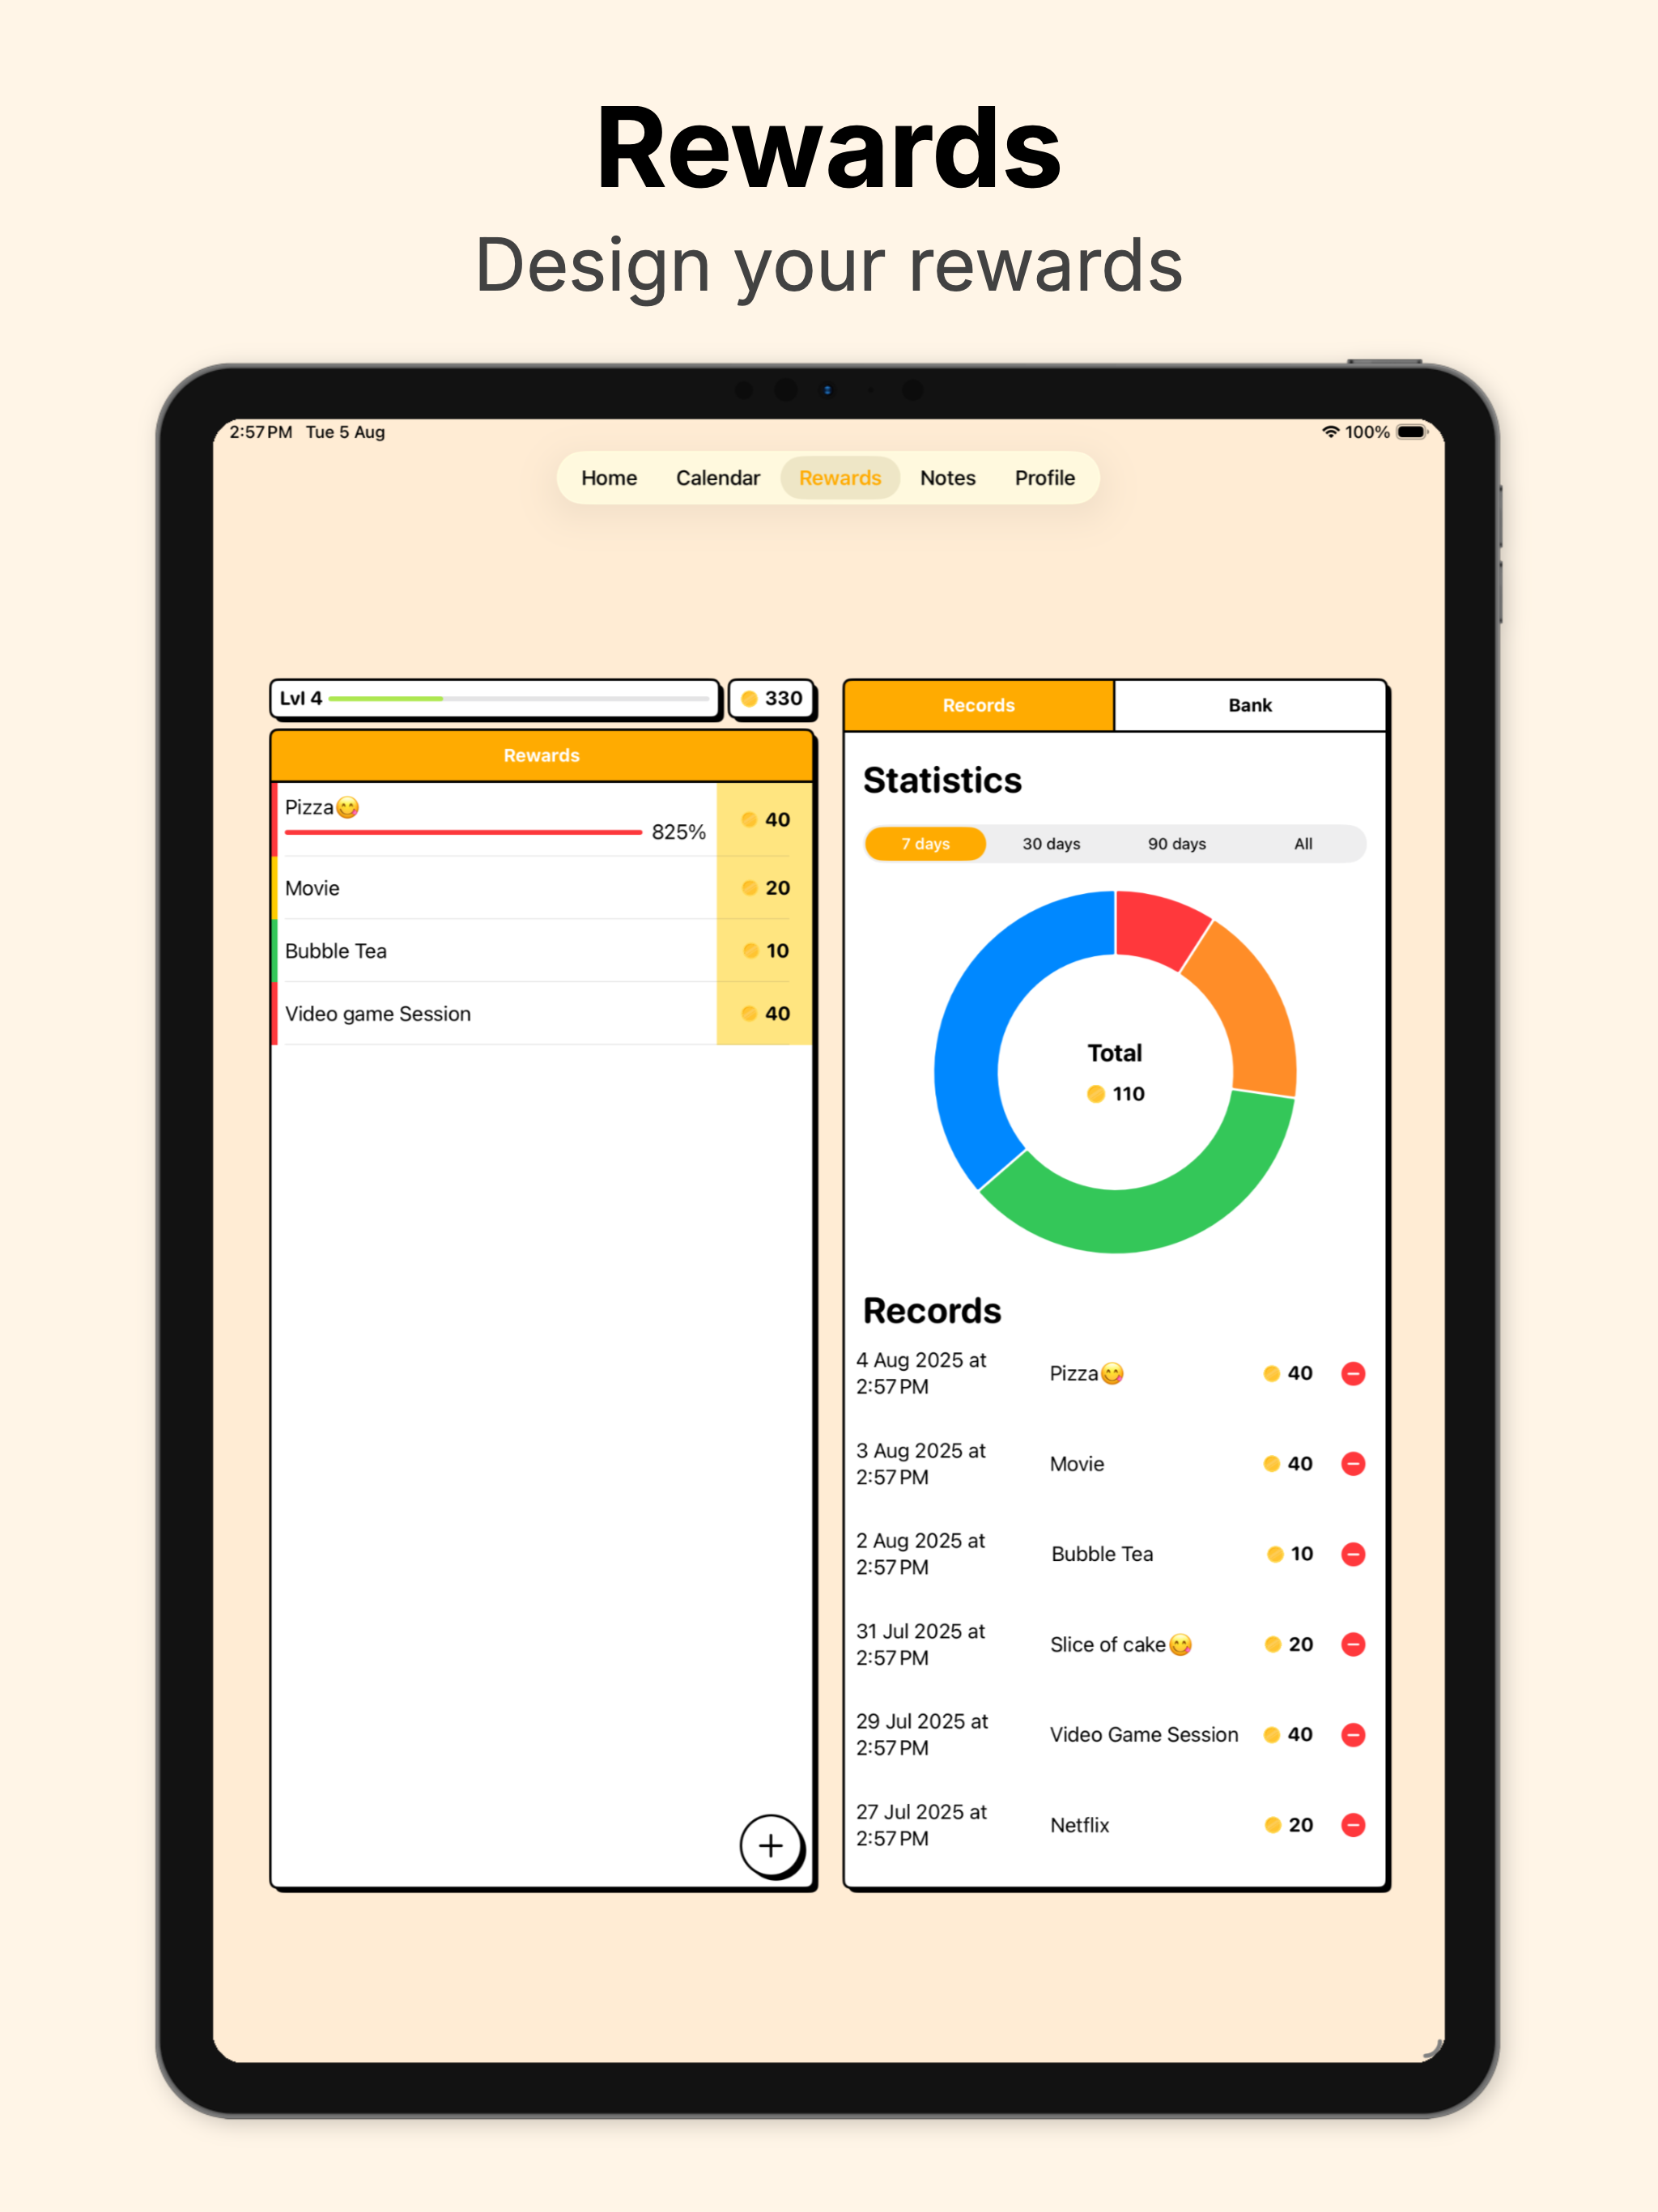 Rewards
Design your rewards
2:57 PM Tue 5 Aug
100%
Home Calendar Rewards Notes Profile
Lvl 4
330
Rewards
Pizza😋
825%
40
Movie
20
Bubble Tea
10
Video game Session
40
Records Bank
Statistics
7 days 30 days 90 days All
Total
110
Records
4 Aug 2025 at
2:57 PM
Pizza😋
40
3 Aug 2025 at
2:57 PM
Movie
40
2 Aug 2025 at
2:57 PM
Bubble Tea
10
31 Jul 2025 at
2:57 PM
Slice of cake😋
20
29 Jul 2025 at
2:57 PM
Video Game Session
40
27 Jul 2025 at
2:57 PM
Netflix
20